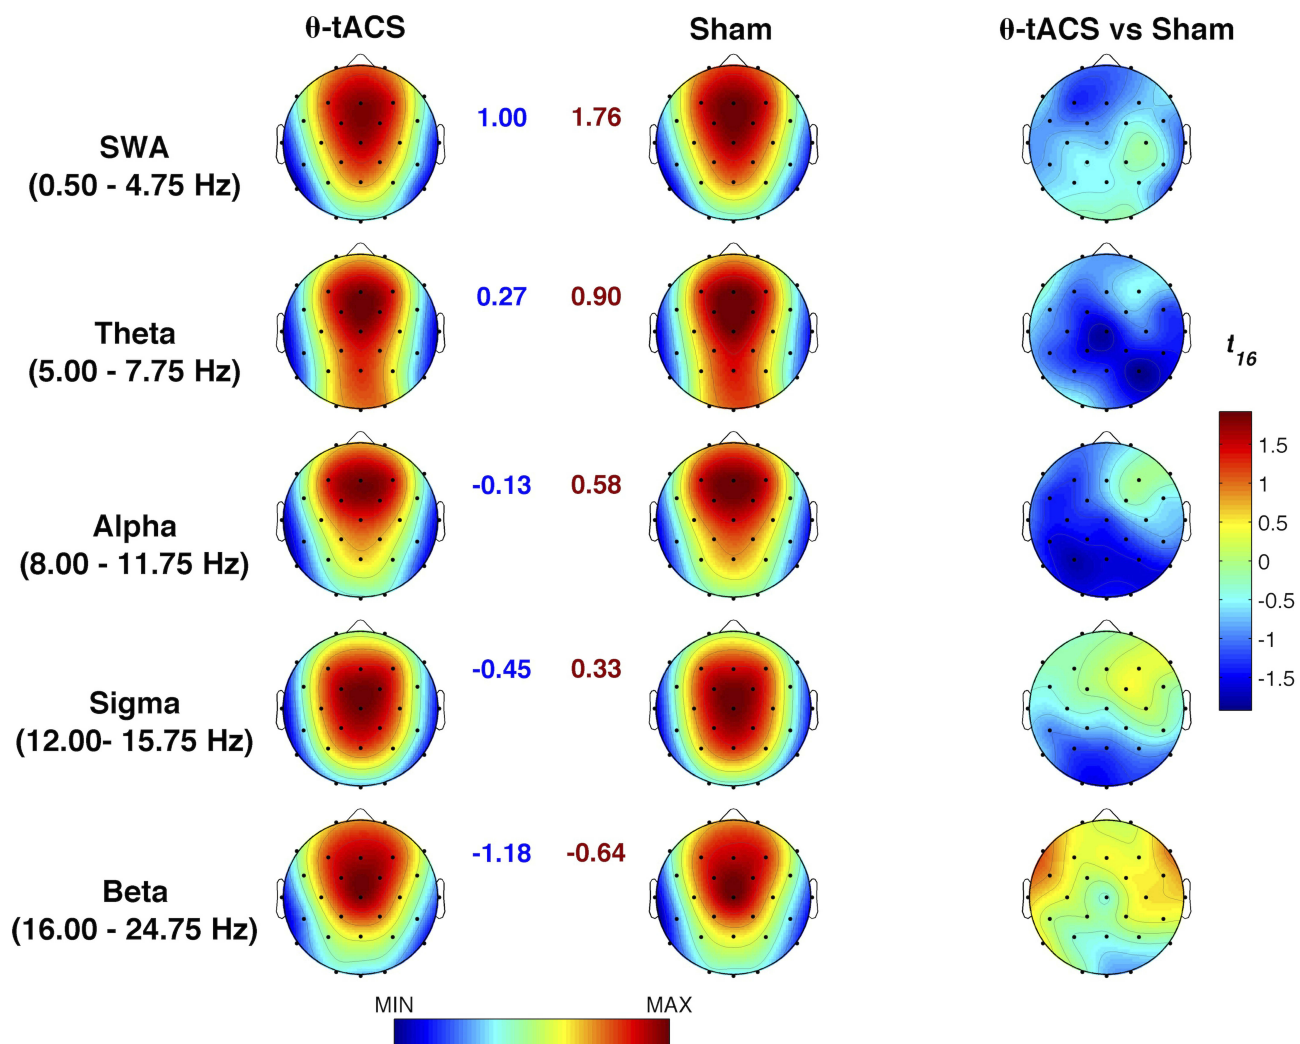 θ-tACS Sham θ-tACS vs Sham
SWA
(0.50 - 4.75 Hz)
1.00 1.76
Theta
(5.00 - 7.75 Hz)
0.27 0.90
Alpha
(8.00 - 11.75 Hz)
-0.13 0.58
Sigma
(12.00- 15.75 Hz)
-0.45 0.33
Beta
(16.00 - 24.75 Hz)
-1.18 -0.64
t16
1.5
1
0.5
0
-0.5
-1
-1.5
MIN MAX